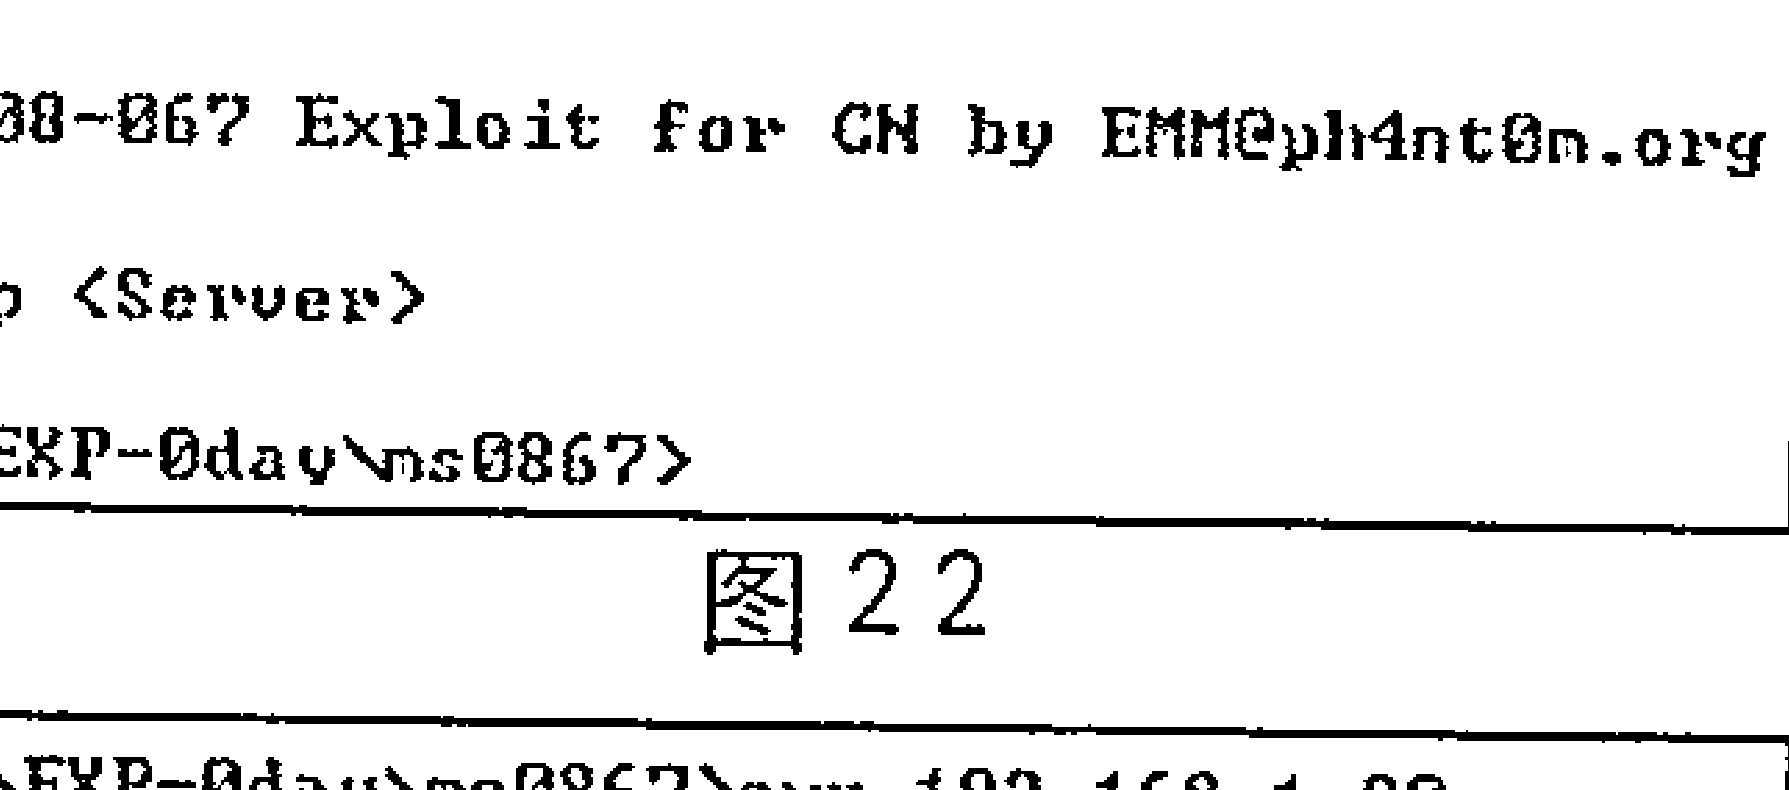 08-067 Exploit for CN by EMM@ph4nt0m.org
<Server>
EXP-0day\ms0867>
图22